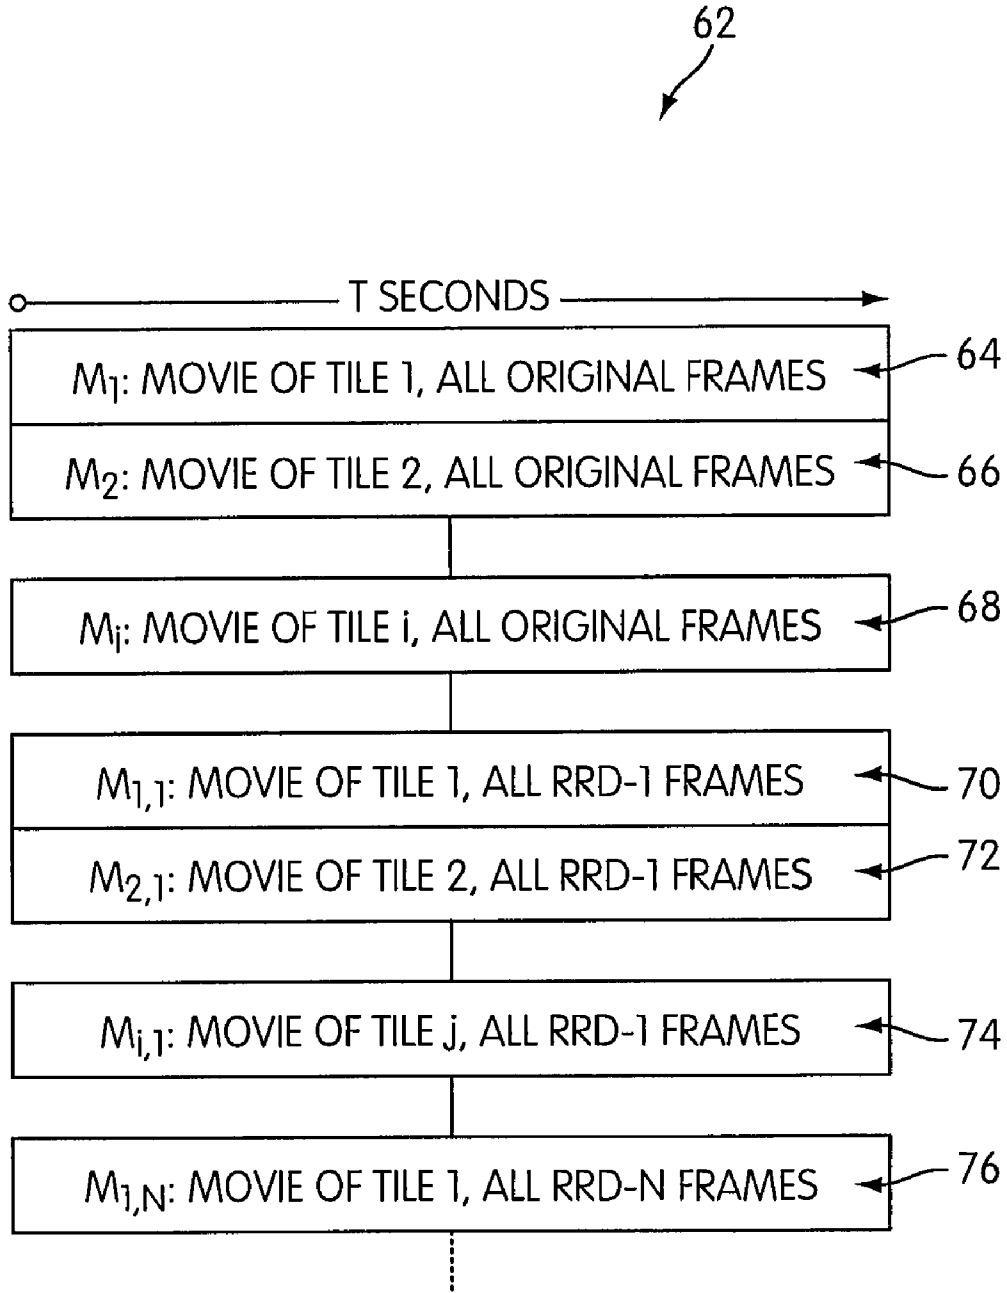 62
T SECONDS
M1: MOVIE OF TILE 1, ALL ORIGINAL FRAMES
64
M2: MOVIE OF TILE 2, ALL ORIGINAL FRAMES
66
Mi: MOVIE OF TILE i, ALL ORIGINAL FRAMES
68
M1,1: MOVIE OF TILE 1, ALL RRD-1 FRAMES
70
M2,1: MOVIE OF TILE 2, ALL RRD-1 FRAMES
72
Mi,1: MOVIE OF TILE j, ALL RRD-1 FRAMES
74
M1,N: MOVIE OF TILE 1, ALL RRD-N FRAMES
76